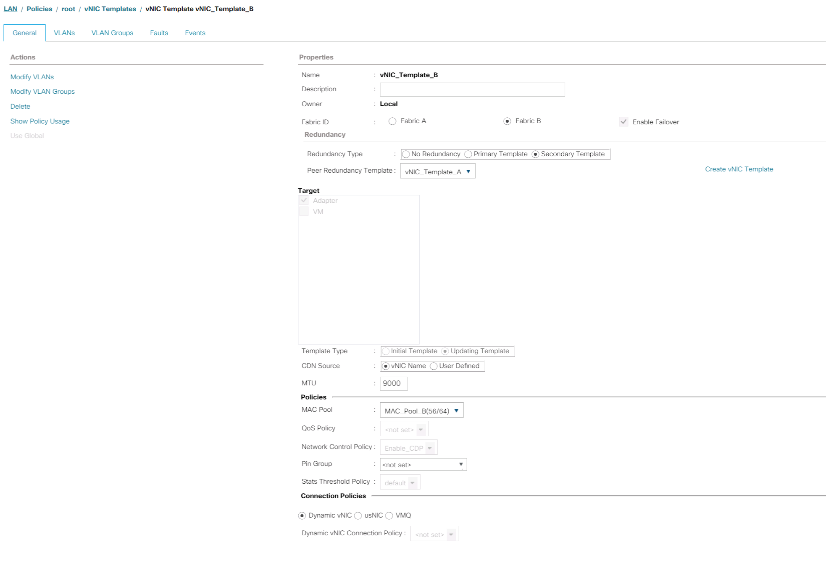 LAN / Policies / root / vNIC Templates / vNIC Template vNIC_Template_B
General VLANs VLAN Groups Faults Events
Actions
Modify VLANs
Modify VLAN Groups
Delete
Show Policy Usage
Use Global
Properties
Name : vNIC_Template_B
Description :
Owner : Local
Fabric ID : Fabric A Fabric B Enable Failover
Redundancy
Redundancy Type : No Redundancy Primary Template Secondary Template
Peer Redundancy Template : vNIC_Template_A Create vNIC Template
Target
Adapter
VM
Template Type : Initial Template Updating Template
CDN Source : vNIC Name User Defined
MTU : 9000
Policies
MAC Pool : MAC_Pool_B(56/64)
QoS Policy : <not set>
Network Control Policy : Enable_CDP
Pin Group : <not set>
Stats Threshold Policy : default
Connection Policies
Dynamic vNIC usNIC VMQ
Dynamic vNIC Connection Policy : <not set>